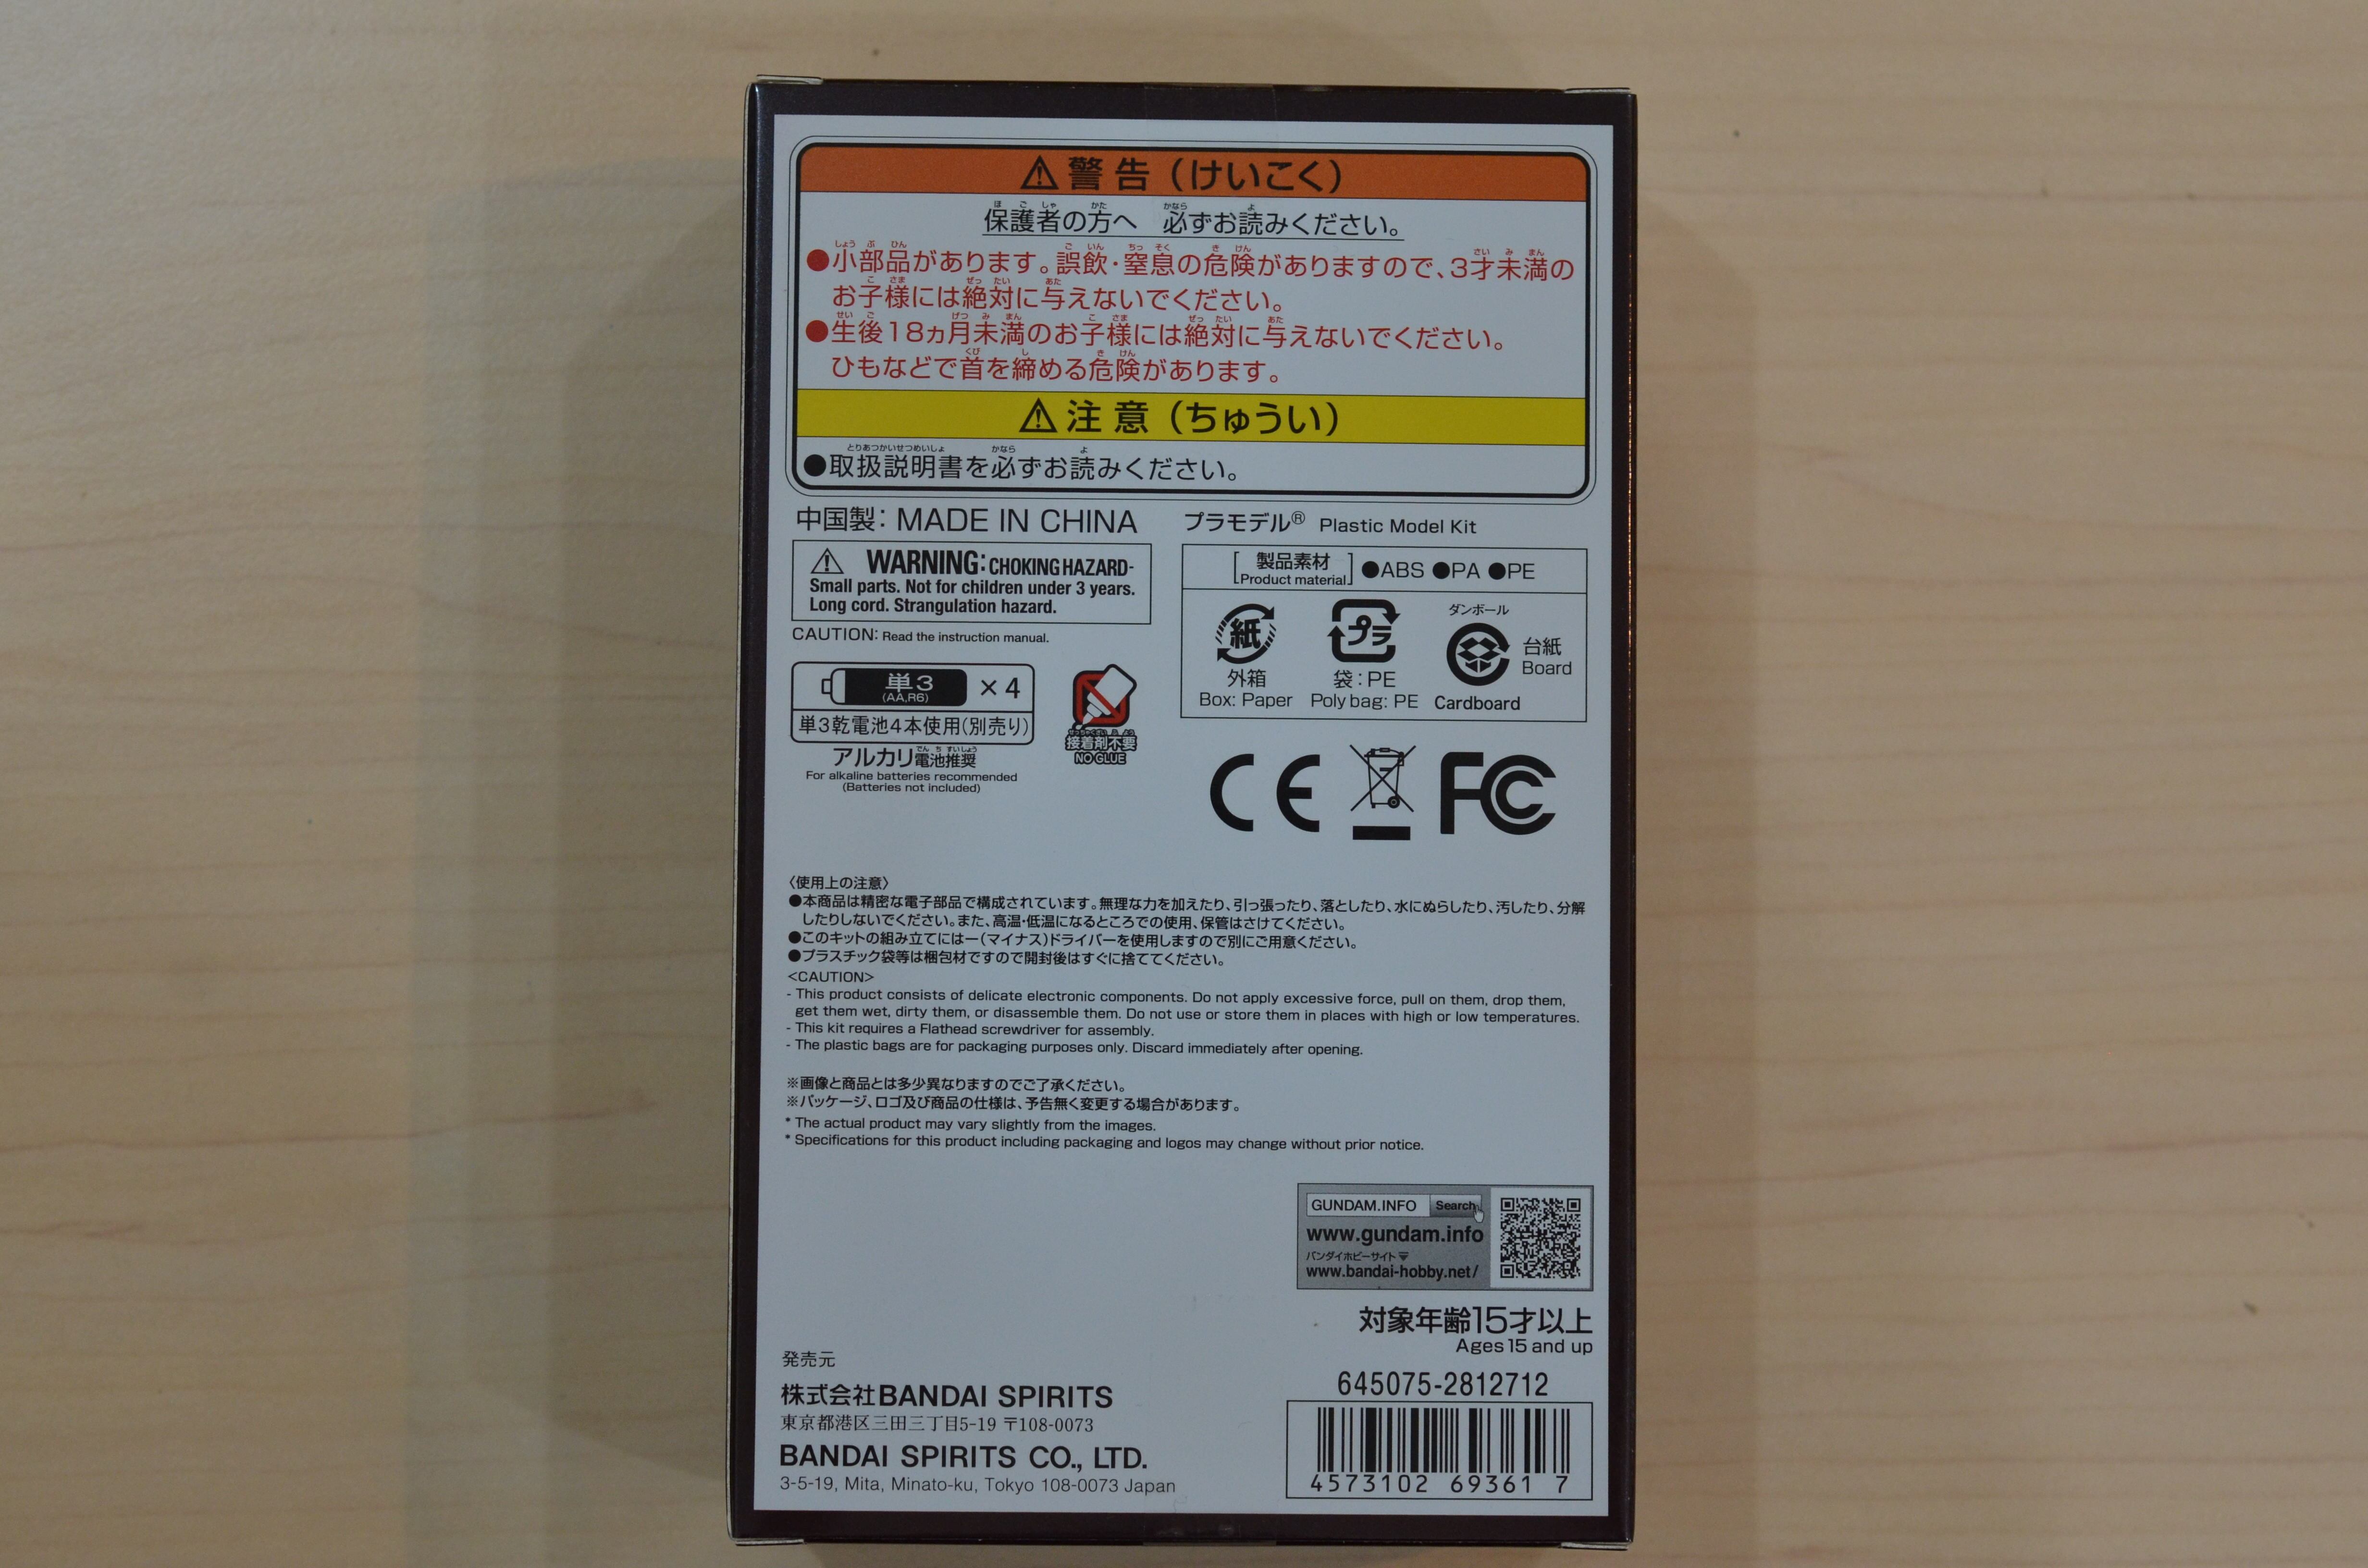 ⚠警告（けいこく）
保護者の方へ 必ずお読みください。
●小部品があります。誤飲・窒息の危険がありますので、3才未満の
お子様には絶対に与えないでください。
●生後18ヵ月未満のお子様には絶対に与えないでください。
ひもなどで首を締める危険があります。
⚠注意（ちゅうい）
●取扱説明書を必ずお読みください。
中国製：MADE IN CHINA
⚠ WARNING: CHOKING HAZARD-
Small parts. Not for children under 3 years.
Long cord. Strangulation hazard.
CAUTION: Read the instruction manual.
単3
(AA,R6)
×4
単3乾電池4本使用(別売り)
アルカリ電池推奨
For alkaline batteries recommended
(Batteries not included)
接着剤不要
NO GLUE
プラモデル® Plastic Model Kit
製品素材
[Product material] ●ABS ●PA ●PE
紙
外箱
Box: Paper
プラ
袋：PE
Poly bag: PE
ダンボール
台紙
Board
Cardboard
CE FC
〈使用上の注意〉
●本商品は精密な電子部品で構成されています。無理な力を加えたり、引っ張ったり、落としたり、水にぬらしたり、汚したり、分解
したりしないでください。また、高温・低温になるところでの使用、保管はさけてください。
●このキットの組み立てには－(マイナス)ドライバーを使用しますので別にご用意ください。
●プラスチック袋等は梱包材ですので開封後はすぐに捨ててください。
<CAUTION>
- This product consists of delicate electronic components. Do not apply excessive force, pull on them, drop them,
get them wet, dirty them, or disassemble them. Do not use or store them in places with high or low temperatures.
- This kit requires a Flathead screwdriver for assembly.
- The plastic bags are for packaging purposes only. Discard immediately after opening.
※画像と商品とは多少異なりますのでご了承ください。
※パッケージ、ロゴ及び商品の仕様は、予告無く変更する場合があります。
* The actual product may vary slightly from the images.
* Specifications for this product including packaging and logos may change without prior notice.
GUNDAM.INFO Search
www.gundam.info
バンダイホビーサイト▼
www.bandai-hobby.net/
対象年齢15才以上
Ages 15 and up
発売元
株式会社BANDAI SPIRITS
東京都港区三田三丁目5-19 〒108-0073
BANDAI SPIRITS CO., LTD.
3-5-19, Mita, Minato-ku, Tokyo 108-0073 Japan
645075-2812712
4573102 69361 7